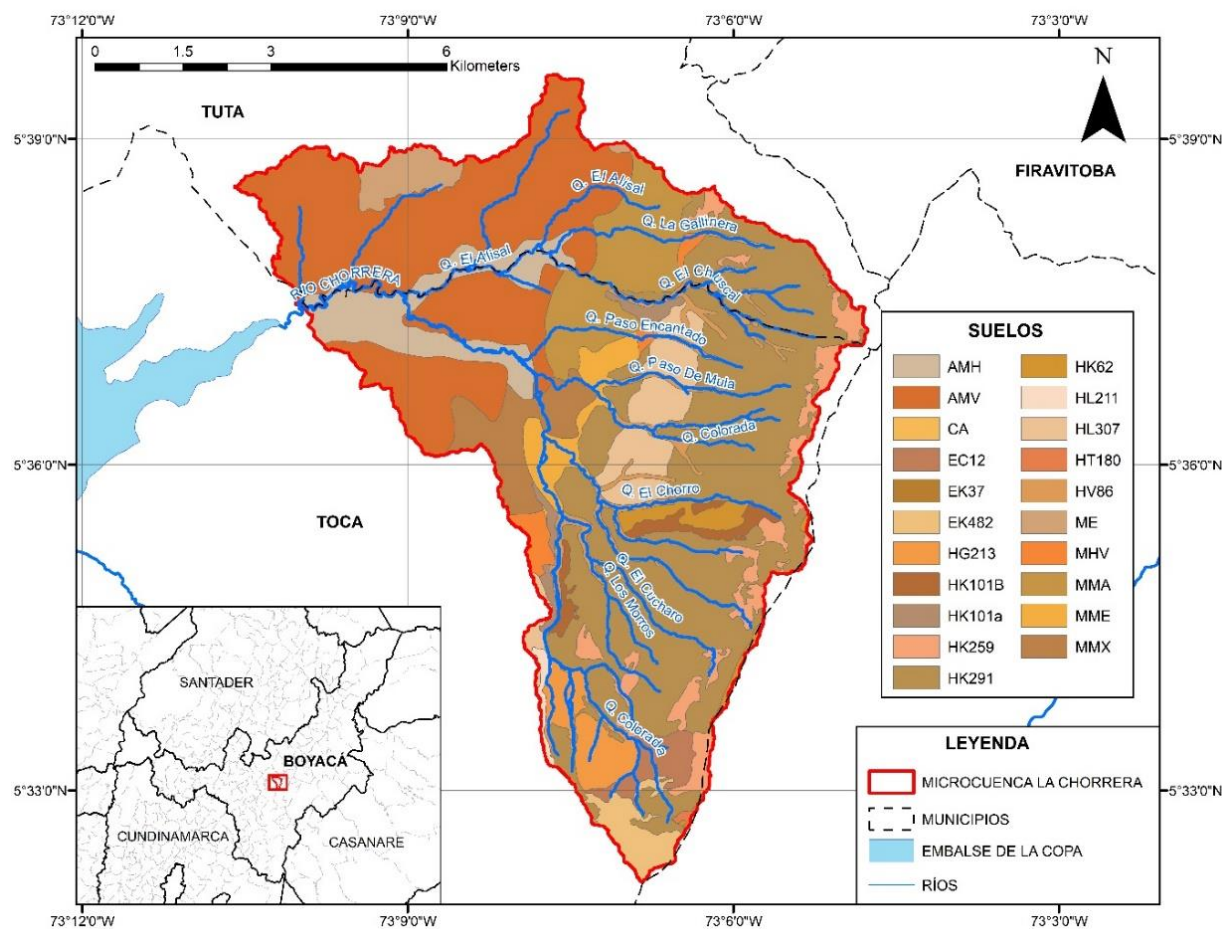 73°12'0"W
73°9'0"W
73°6'0"W
73°3'0"W
0
1.5
3
6
Kilometers
N
TUTA
5°39'0"N
5°39'0"N
FIRAVITOBA
Q. El Alisal
Q. La Gallinera
Q. El Chuscal
Q. El Alisal
RÍO CHORRERA
Q. Paso Encantado
Q. Paso De Mula
Q. Colorada
5°36'0"N
5°36'0"N
Q. El Chorro
TOCA
Q. El Cucharo
Q. Los Morros
Q. Colorada
5°33'0"N
5°33'0"N
SUELOS
AMH
AMV
CA
EC12
EK37
EK482
HG213
HK101B
HK101a
HK259
HK291
HK62
HL211
HL307
HT180
HV86
ME
MHV
MMA
MME
MMX
LEYENDA
MICROCUENCA LA CHORRERA
MUNICIPIOS
EMBALSE DE LA COPA
RÍOS
SANTADER
BOYACÁ
CUNDINAMARCA
CASANARE
73°12'0"W
73°9'0"W
73°6'0"W
73°3'0"W